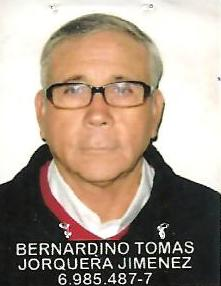 BERNARDINO TOMAS
JORQUERA JIMENEZ
6.985.487-7